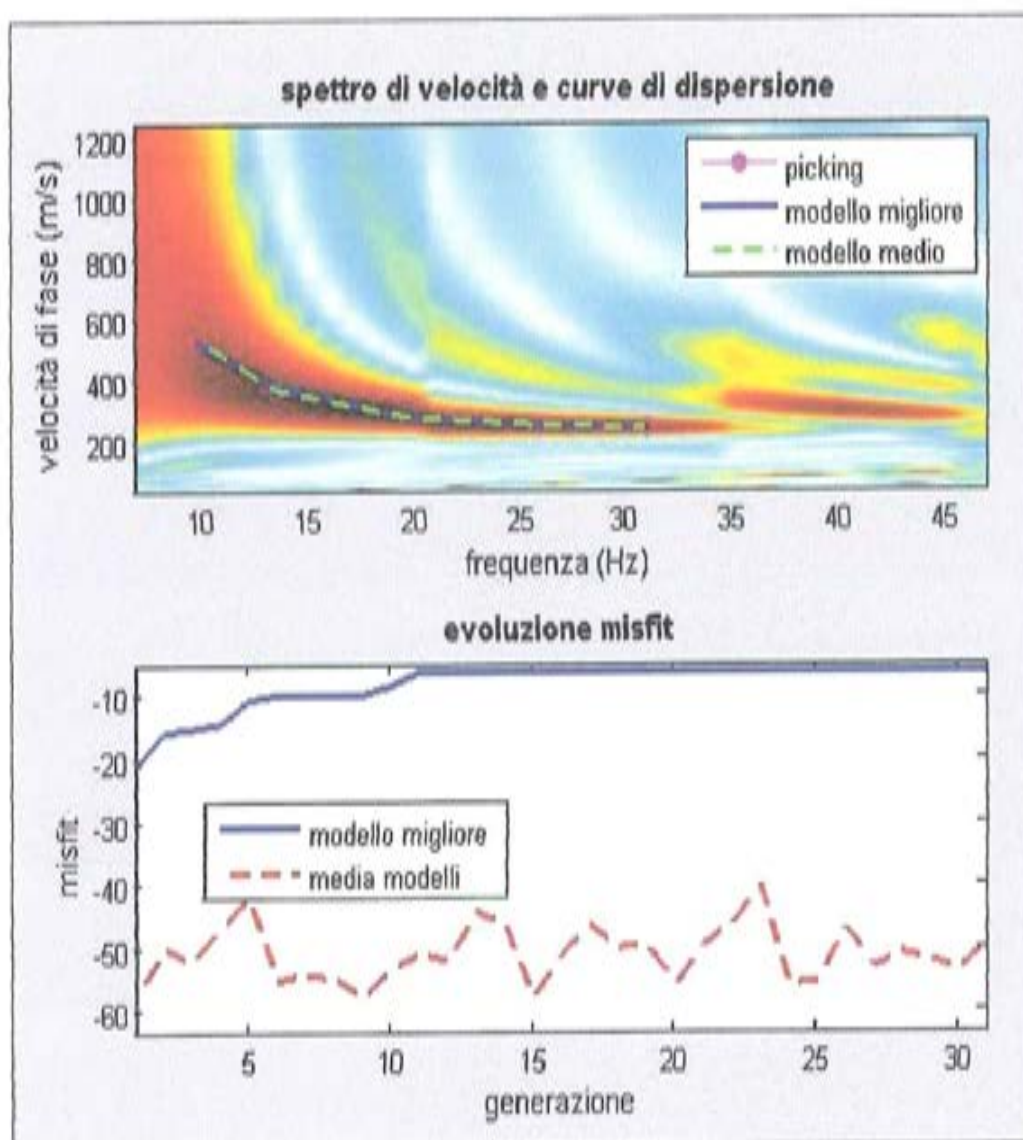 spettro di velocità e curve di dispersione
1200
1000
800
600
400
200
velocità di fase (m/s)
picking
modello migliore
modello medio
10 15 20 25 30 35 40 45
frequenza (Hz)
evoluzione misfit
-10
-20
-30
-40
-50
-60
misfit
modello migliore
media modelli
5 10 15 20 25 30
generazione